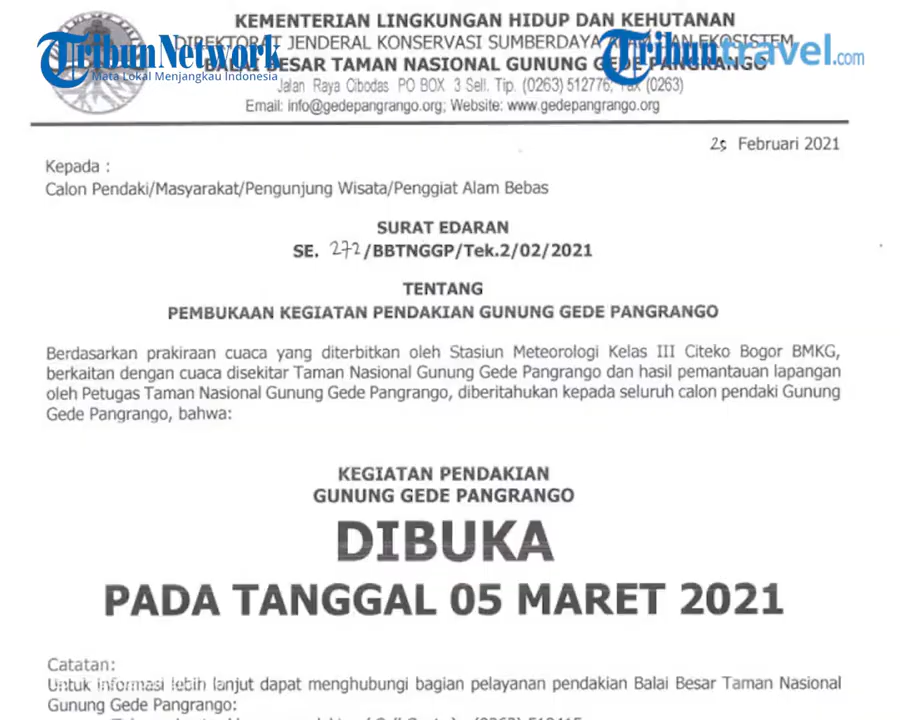 KEMENTERIAN LINGKUNGAN HIDUP DAN KEHUTANAN
DIREKTORAT JENDERAL KONSERVASI SUMBERDAYA ALAM DAN EKOSISTEM
BALAI BESAR TAMAN NASIONAL GUNUNG GEDE PANGRANGO
Tribun Network
Mata Lokal Menjangkau Indonesia
Tribun travel.com
Jalan Raya Cibodas PO BOX 3 Sdl. Tlp. (0263) 512776, Fax (0263)
Email: info@gedepangrango.org; Website: www.gedepangrango.org
25 Februari 2021
Kepada :
Calon Pendaki/Masyarakat/Pengunjung Wisata/Penggiat Alam Bebas
SURAT EDARAN
SE. 272/BBTNGGP/Tek.2/02/2021
TENTANG
PEMBUKAAN KEGIATAN PENDAKIAN GUNUNG GEDE PANGRANGO
Berdasarkan prakiraan cuaca yang diterbitkan oleh Stasiun Meteorologi Kelas III Citeko Bogor BMKG,
berkaitan dengan cuaca disekitar Taman Nasional Gunung Gede Pangrango dan hasil pemantauan lapangan
oleh Petugas Taman Nasional Gunung Gede Pangrango, diberitahukan kepada seluruh calon pendaki Gunung
Gede Pangrango, bahwa:
KEGIATAN PENDAKIAN
GUNUNG GEDE PANGRANGO
DIBUKA
PADA TANGGAL 05 MARET 2021
Catatan:
Untuk informasi lebih lanjut dapat menghubungi bagian pelayanan pendakian Balai Besar Taman Nasional
Gunung Gede Pangrango: